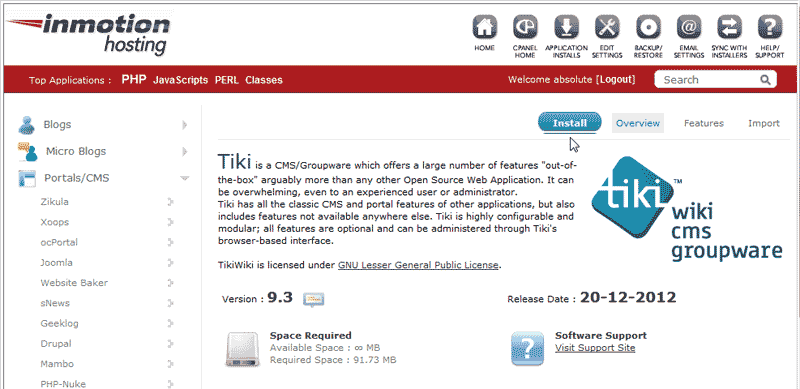 inmotion
hosting
HOME
CPANEL HOME
APPLICATION INSTALLS
EDIT SETTINGS
BACKUP/ RESTORE
EMAIL SETTINGS
SYNC WITH INSTALLERS
HELP/ SUPPORT
Top Applications : PHP JavaScripts PERL Classes
Welcome absolute [Logout]
Search
Blogs
Micro Blogs
Portals/CMS
Zikula
Xoops
ocPortal
Joomla
Website Baker
sNews
Geeklog
Drupal
Mambo
PHP-Nuke
Install
Overview
Features
Import
Tiki is a CMS/Groupware which offers a large number of features "out-of-
the-box" arguably more than any other Open Source Web Application. It can
be overwhelming, even to an experienced user or administrator.
Tiki has all the classic CMS and portal features of other applications, but also
includes features not available anywhere else. Tiki is highly configurable and
modular; all features are optional and can be administered through Tiki's
browser-based interface.
TikiWiki is licensed under GNU Lesser General Public License.
tiki™
wiki
cms
groupware
Version : 9.3
Release Date : 20-12-2012
Space Required
Available Space : ∞ MB
Required Space : 91.73 MB
Software Support
Visit Support Site